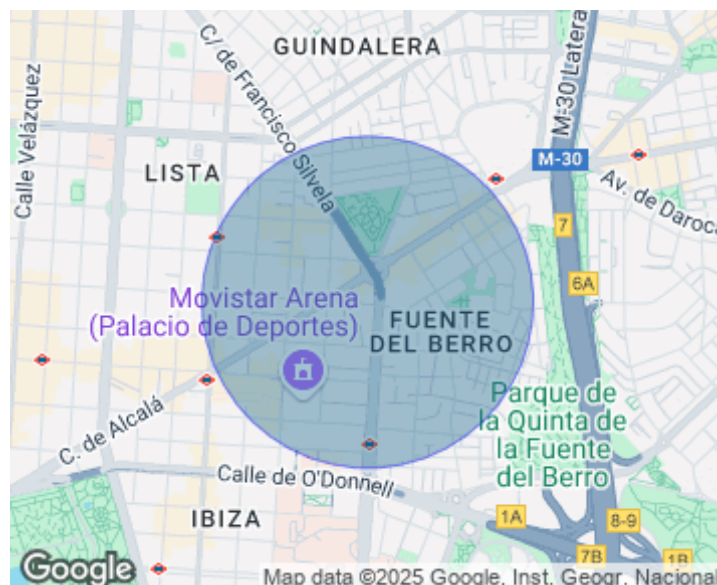 GUINDALERA
C/ de Francisco Silvela
Calle Velázquez
M-30 Latera
M-30
LISTA
Av. de Daroca
7
6A
Movistar Arena
(Palacio de Deportes)
FUENTE
DEL BERRO
Parque de
la Quinta de
la Fuente
del Berro
C. de Alcalá
Calle de O'Donnell
IBIZA
1A
8-9
7B
1B
Google
Map data ©2025 Google, Inst. Geogr. Nacional